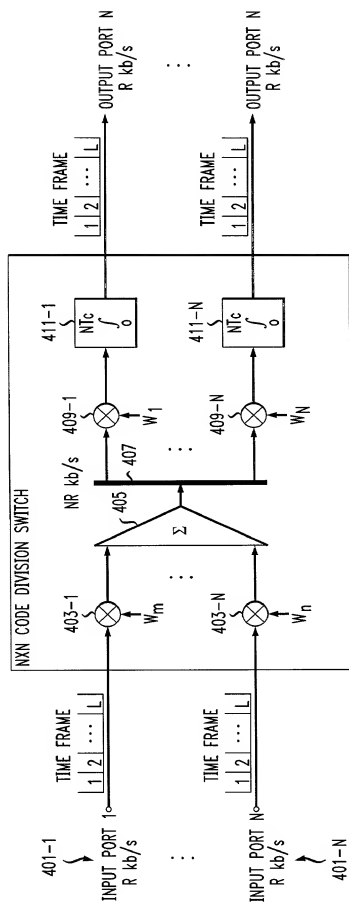 NXN CODE DIVISION SWITCH
401-1
INPUT PORT 1
R kb/s
TIME FRAME
1 2 ... L
403-1
Wm
...
INPUT PORT N
R kb/s
401-N
TIME FRAME
1 2 ... L
403-N
Wn
...
Σ
405
NR kb/s
407
409-1
W1
...
409-N
WN
411-1
NTc
∫
0
411-N
NTc
∫
0
TIME FRAME
1 2 ... L
OUTPUT PORT N
R kb/s
...
TIME FRAME
1 2 ... L
OUTPUT PORT N
R kb/s